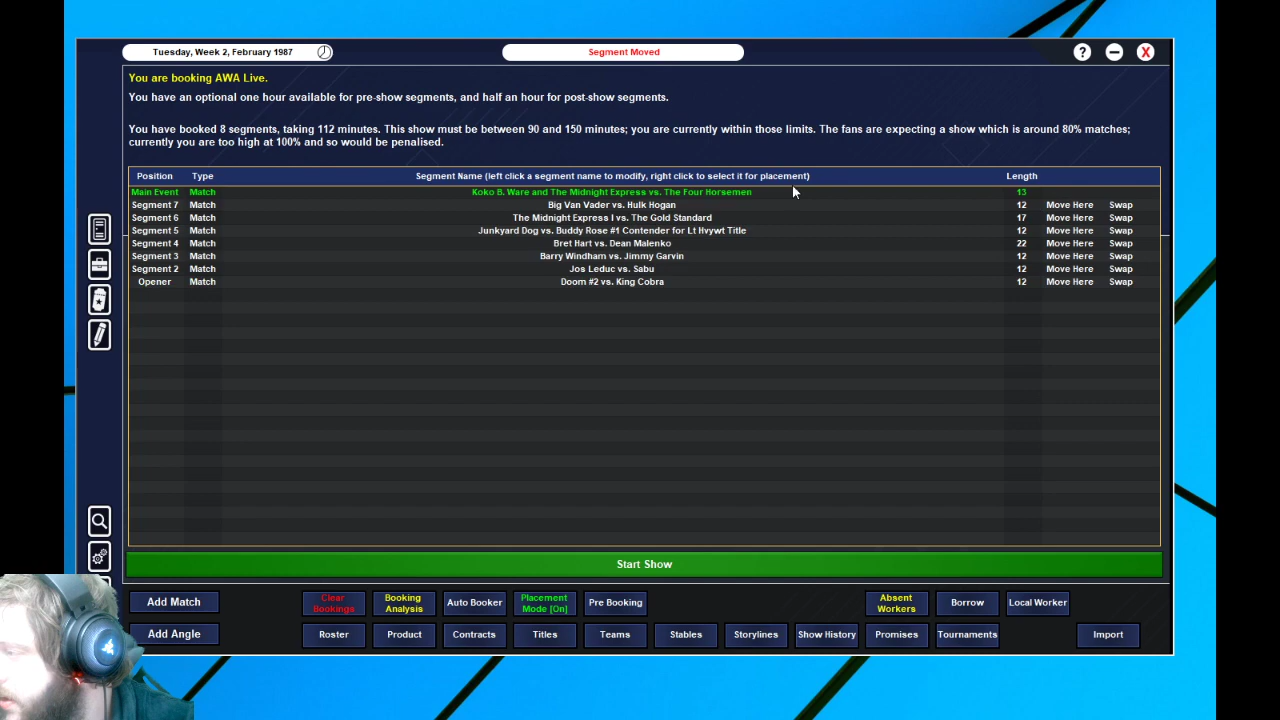 Tuesday, Week 2, February 1987
Segment Moved
?
X
You are booking AWA Live.
You have an optional one hour available for pre-show segments, and half an hour for post-show segments.
You have booked 8 segments, taking 112 minutes. This show must be between 90 and 150 minutes; you are currently within those limits. The fans are expecting a show which is around 80% matches;
currently you are too high at 100% and so would be penalised.
Position Type Segment Name (left click a segment name to modify, right click to select it for placement) Length
Main Event Match Koko B. Ware and The Midnight Express vs. The Four Horsemen 13
Segment 7 Match Big Van Vader vs. Hulk Hogan 12 Move Here Swap
Segment 6 Match The Midnight Express I vs. The Gold Standard 17 Move Here Swap
Segment 5 Match Junkyard Dog vs. Buddy Rose #1 Contender for Lt Hvywt Title 12 Move Here Swap
Segment 4 Match Bret Hart vs. Dean Malenko 22 Move Here Swap
Segment 3 Match Barry Windham vs. Jimmy Garvin 12 Move Here Swap
Segment 2 Match Jos Leduc vs. Sabu 12 Move Here Swap
Opener Match Doom #2 vs. King Cobra 12 Move Here Swap
Start Show
Add Match
Clear
Bookings
Booking
Analysis
Auto Booker
Placement
Mode [On]
Pre Booking
Absent
Workers
Borrow
Local Worker
Add Angle
Roster
Product
Contracts
Titles
Teams
Stables
Storylines
Show History
Promises
Tournaments
Import